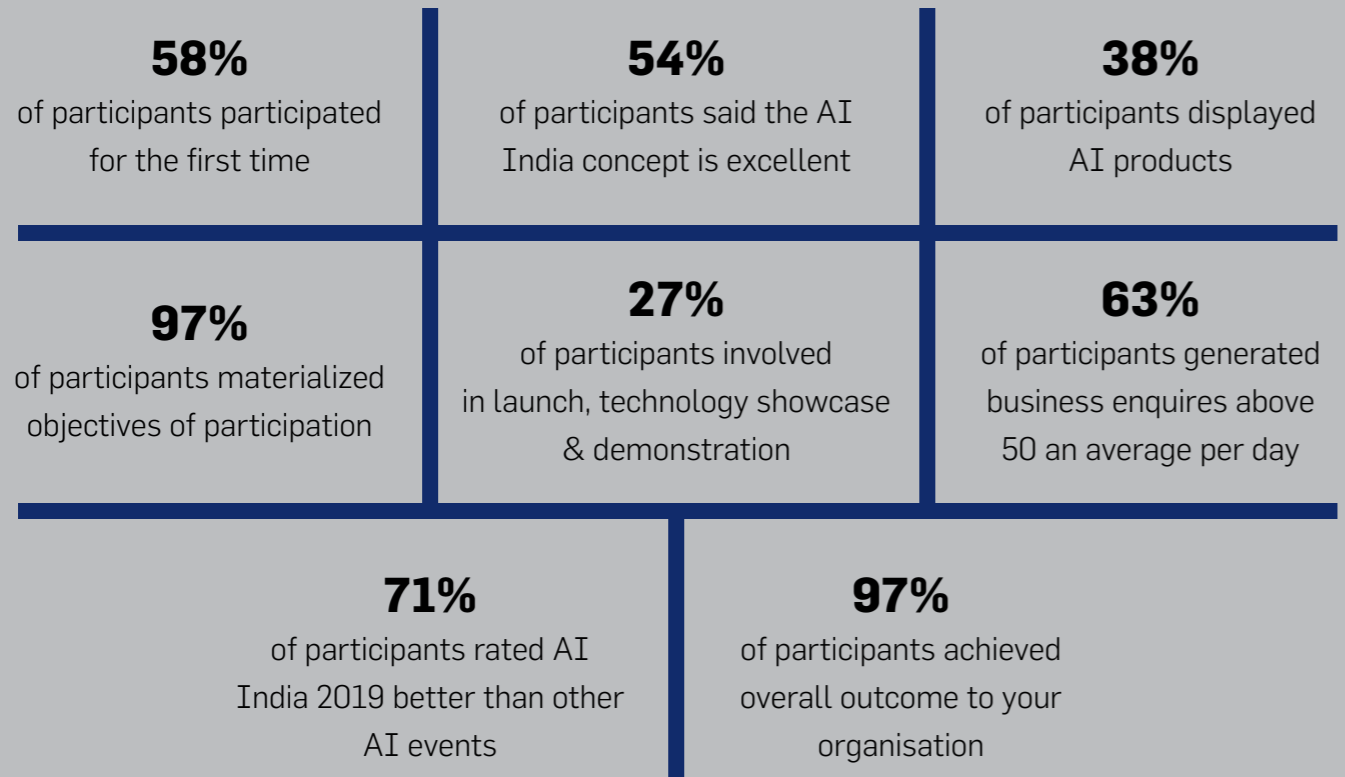 58%
of participants participated
for the first time
54%
of participants said the AI
India concept is excellent
38%
of participants displayed
AI products
97%
of participants materialized
objectives of participation
27%
of participants involved
in launch, technology showcase
& demonstration
63%
of participants generated
business enquires above
50 an average per day
71%
of participants rated AI
India 2019 better than other
AI events
97%
of participants achieved
overall outcome to your
organisation